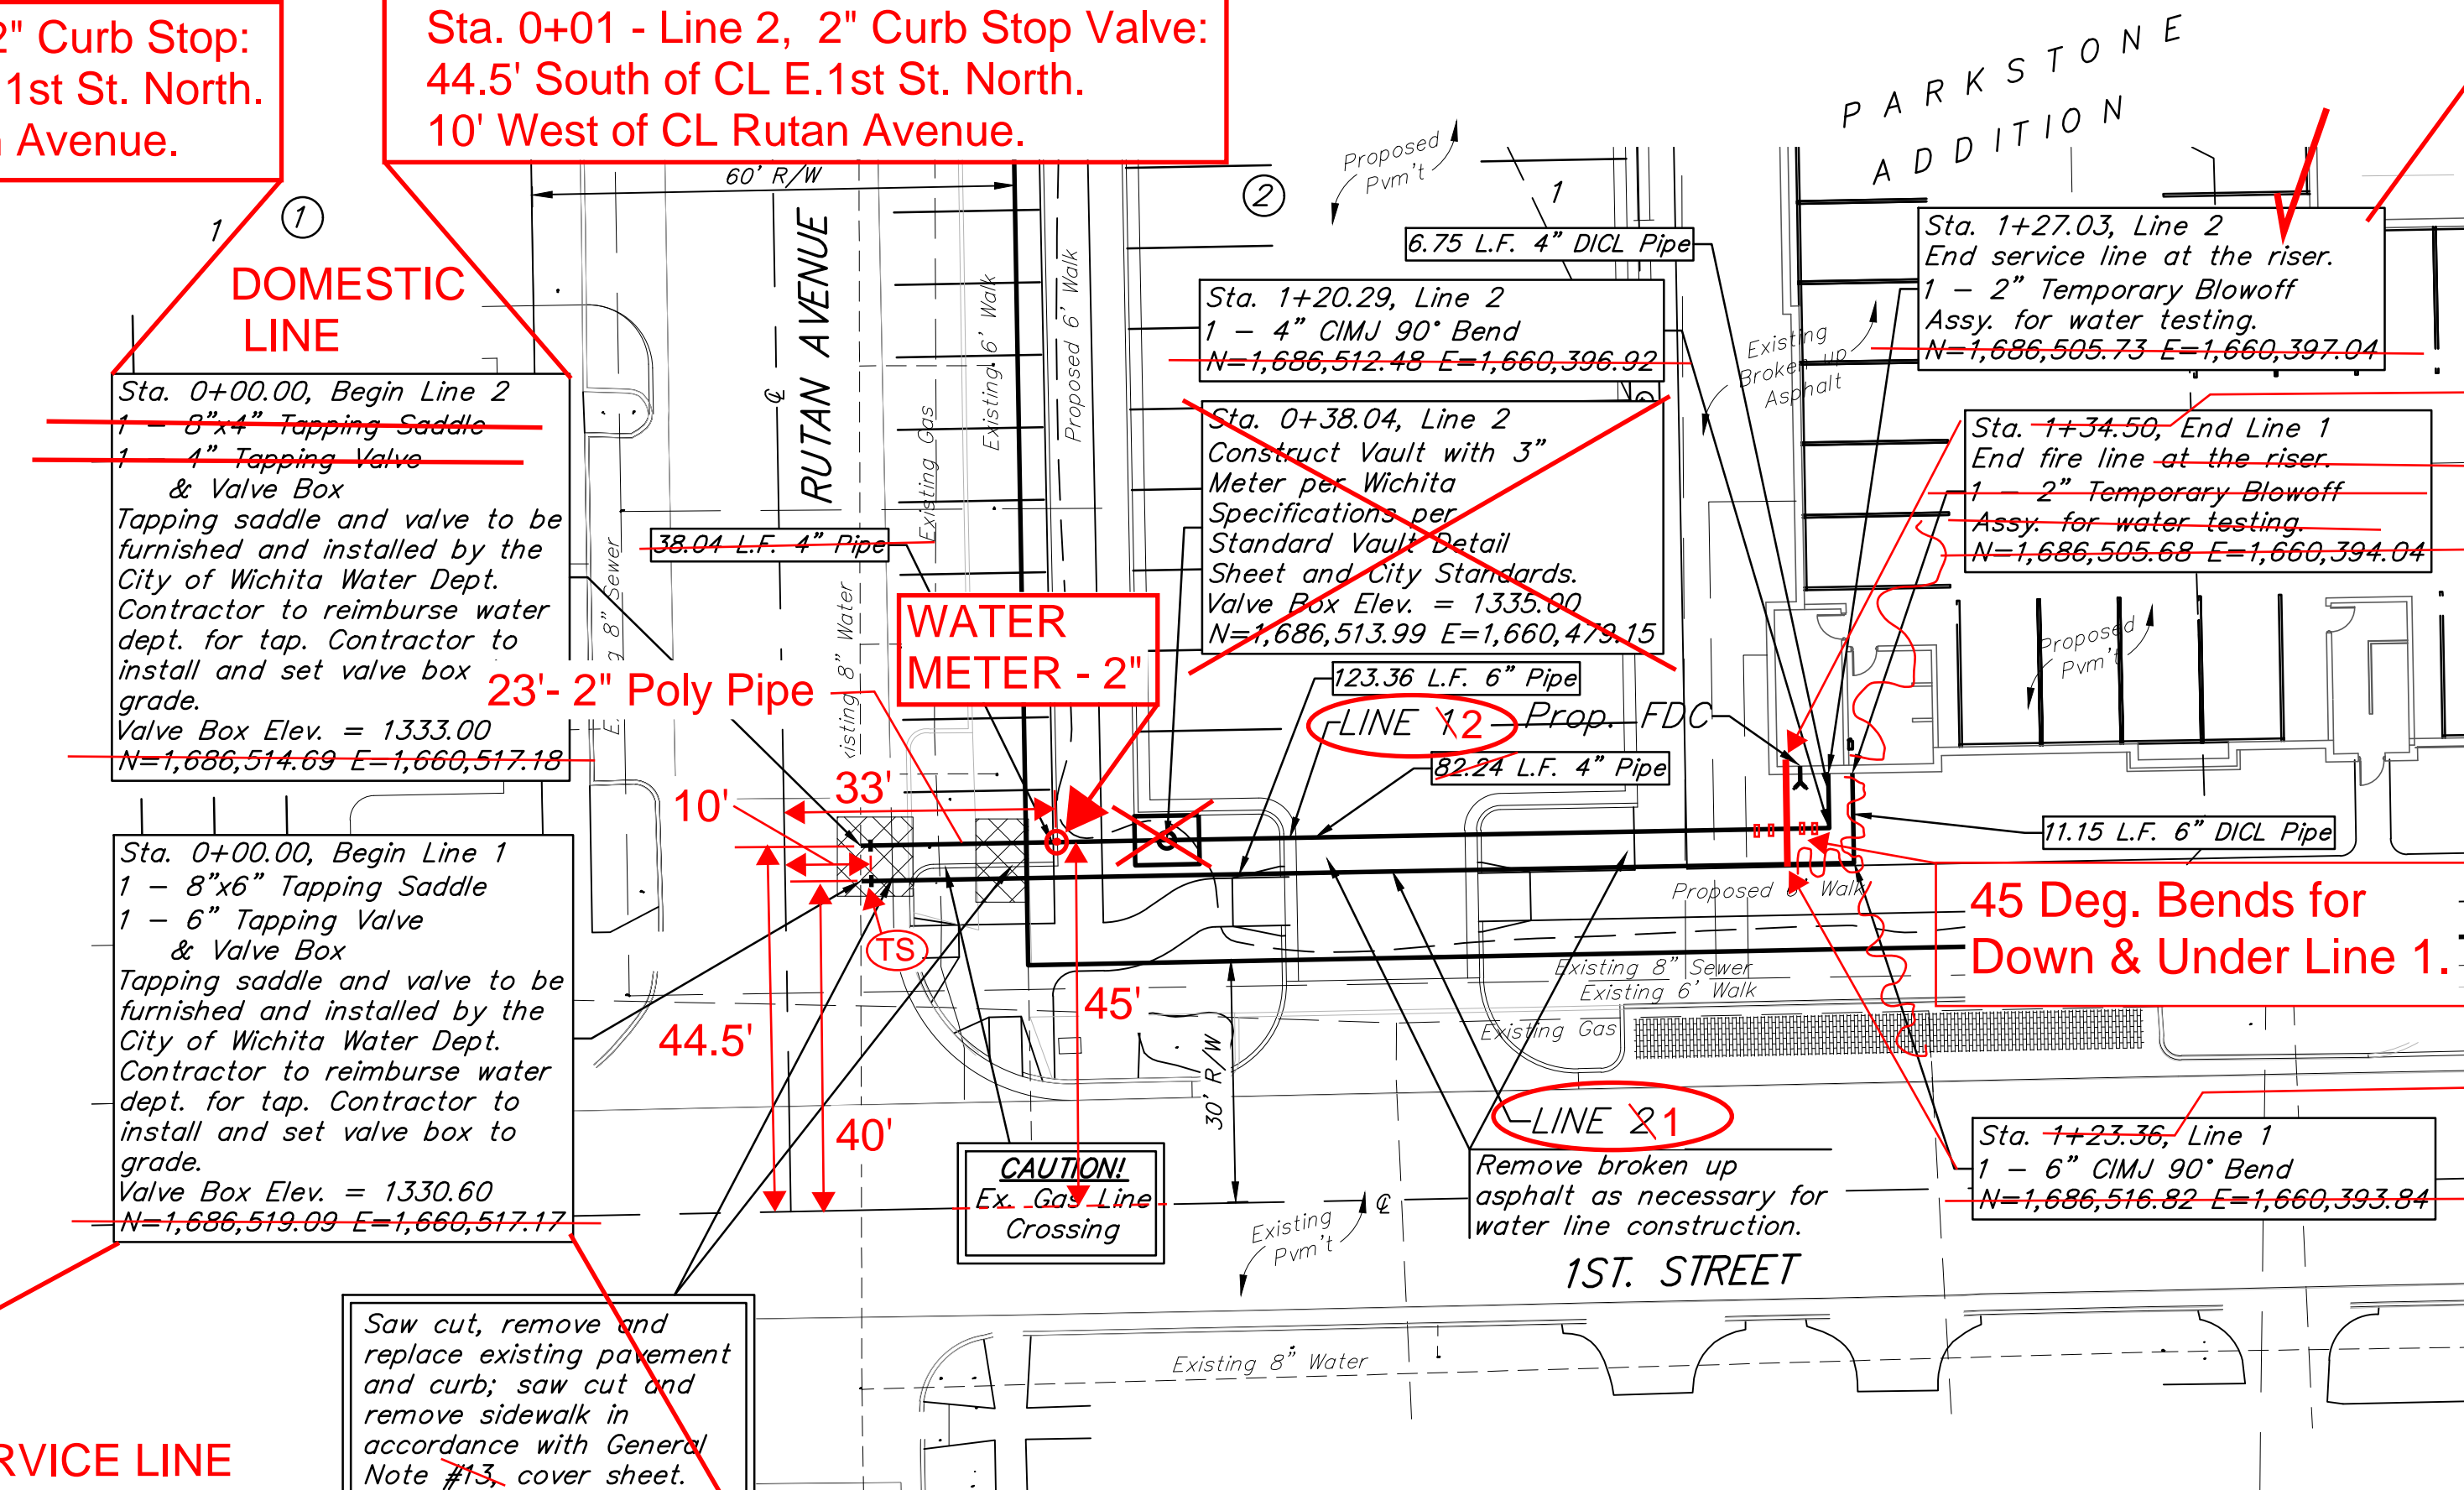 2" Curb Stop:
1st St. North.
Avenue.
Sta. 0+01 - Line 2, 2" Curb Stop Valve:
44.5' South of CL E.1st St. North.
10' West of CL Rutan Avenue.
PARKSTONE
ADDITION
60' R/W
1
1
2
1
Proposed
Pvm't
DOMESTIC
LINE
RUTAN AVENUE
Existing 6' Walk
Proposed 6' Walk
Existing Gas
6.75 L.F. 4" DICL Pipe
Sta. 1+20.29, Line 2
1 - 4" CIMJ 90° Bend
N=1,686,512.48 E=1,660,396.92
Existing
Broken up
Asphalt
Sta. 1+27.03, Line 2
End service line at the riser.
1 - 2" Temporary Blowoff
Assy. for water testing.
N=1,686,505.73 E=1,660,397.04
Sta. 0+00.00, Begin Line 2
1 - 8"x4" Tapping Saddle
1 - 4" Tapping Valve
& Valve Box
Tapping saddle and valve to be
furnished and installed by the
City of Wichita Water Dept.
Contractor to reimburse water
dept. for tap. Contractor to
install and set valve box
grade.
Valve Box Elev. = 1333.00
N=1,686,514.69 E=1,660,517.18
8" Sewer
℄
38.04 L.F. 4" Pipe
8" Water
Sta. 0+38.04, Line 2
Construct Vault with 3"
Meter per Wichita
Specifications per
Standard Vault Detail
Sheet and City Standards.
Valve Box Elev. = 1335.00
N=1,686,513.99 E=1,660,479.15
Sta. 1+34.50, End Line 1
End fire line at the riser.
1 - 2" Temporary Blowoff
Assy. for water testing.
N=1,686,505.68 E=1,660,394.04
Proposed
Pvm't
WATER
METER - 2"
23'- 2" Poly Pipe
123.36 L.F. 6" Pipe
LINE 1 2
Prop. FDC
82.24 L.F. 4" Pipe
33'
10'
11.15 L.F. 6" DICL Pipe
Sta. 0+00.00, Begin Line 1
1 - 8"x6" Tapping Saddle
1 - 6" Tapping Valve
& Valve Box
Tapping saddle and valve to be
furnished and installed by the
City of Wichita Water Dept.
Contractor to reimburse water
dept. for tap. Contractor to
install and set valve box to
grade.
Valve Box Elev. = 1330.60
N=1,686,519.09 E=1,660,517.17
TS
Proposed 6' Walk
45 Deg. Bends for
Down & Under Line 1.
Existing 8" Sewer
Existing 6' Walk
Existing Gas
45'
44.5'
40'
30' R/W
LINE 2 1
CAUTION!
Ex. Gas Line
Crossing
Remove broken up
asphalt as necessary for
water line construction.
Sta. 1+23.36, Line 1
1 - 6" CIMJ 90° Bend
N=1,686,516.82 E=1,660,393.84
℄
Existing
Pvm't
1ST. STREET
Existing 8" Water
Saw cut, remove and
replace existing pavement
and curb; saw cut and
remove sidewalk in
accordance with General
Note #13, cover sheet.
RVICE LINE